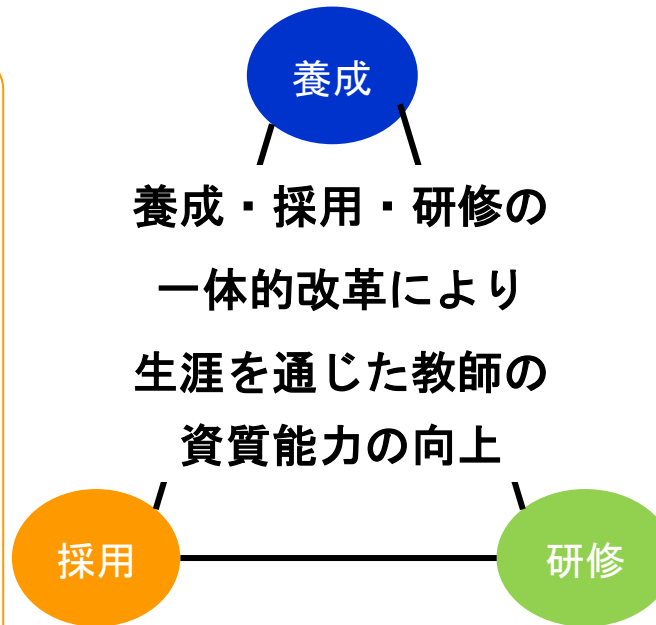 養成
養成・採用・研修の
一体的改革により
生涯を通じた教師の
資質能力の向上
採用
研修